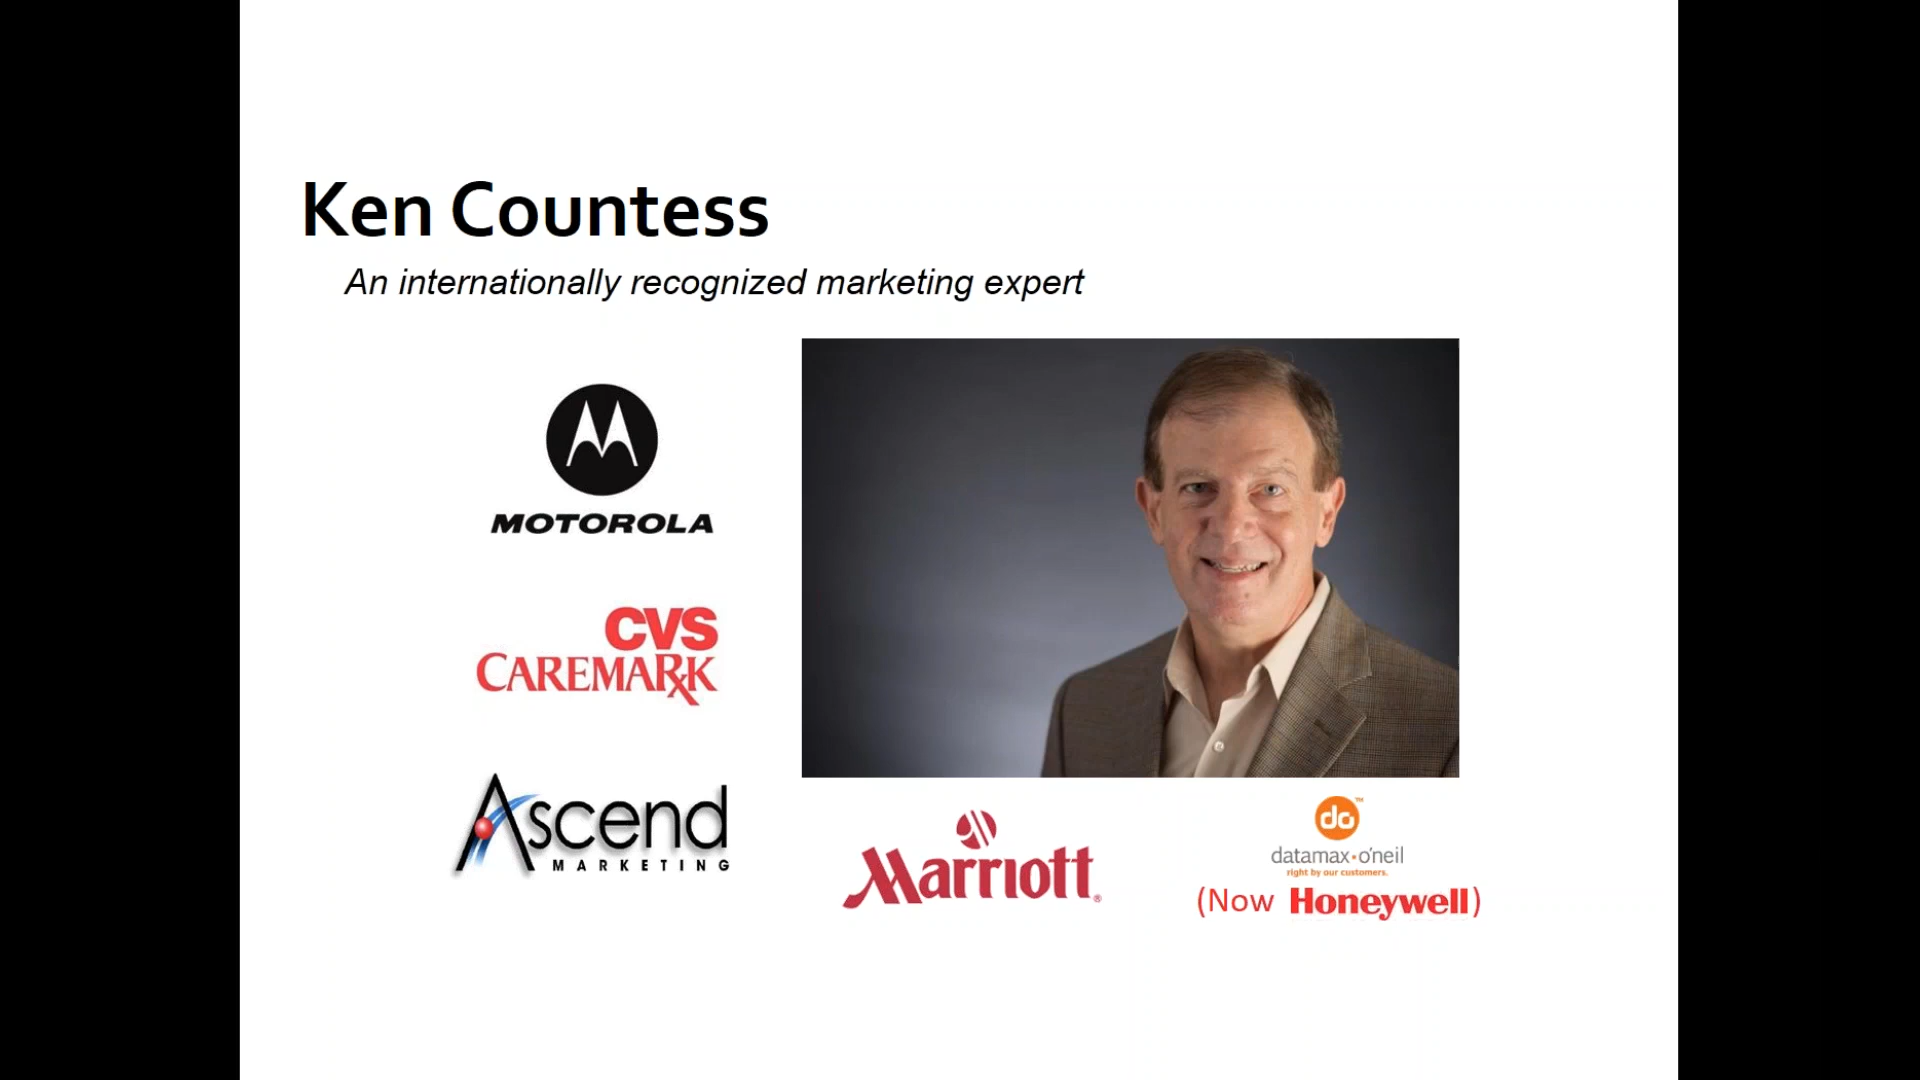 Ken Countess
An internationally recognized marketing expert
MOTOROLA
CVS
CAREMARK
Ascend
MARKETING
Marriott®
do™
datamax•o'neil
right by our customers.
(Now Honeywell)